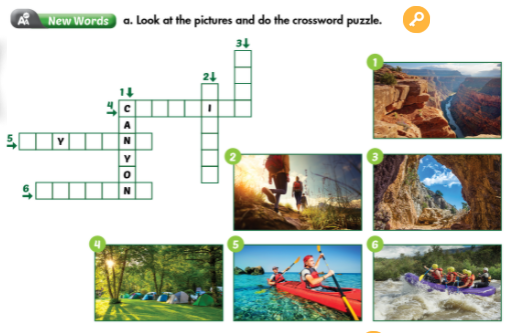 New Words a. Look at the pictures and do the crossword puzzle.
3↓
2↓
1↓
1
4→ C I
A
5→ Y N
Y
2
3
O
6→ N
4
5
6